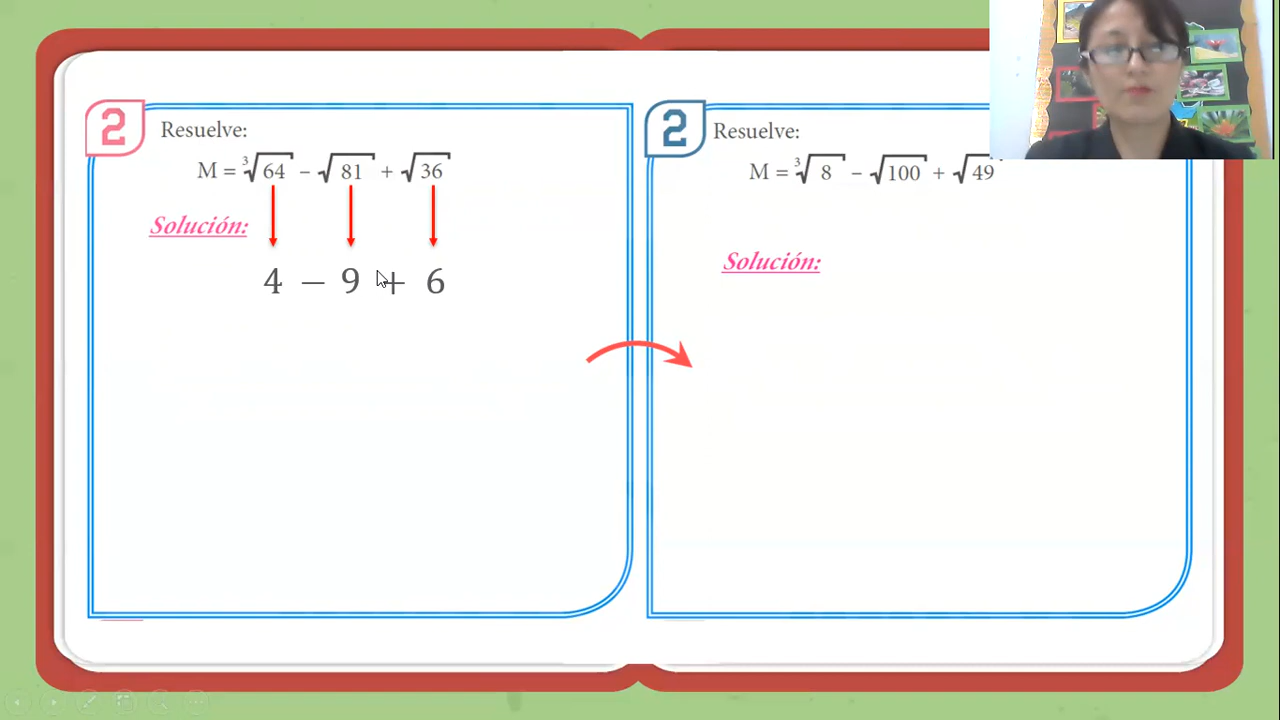 2
Resuelve:
M = ∛64 − √81 + √36
Solución:
4 − 9 + 6
2
Resuelve:
M = ∛8 − √100 + √49
Solución: